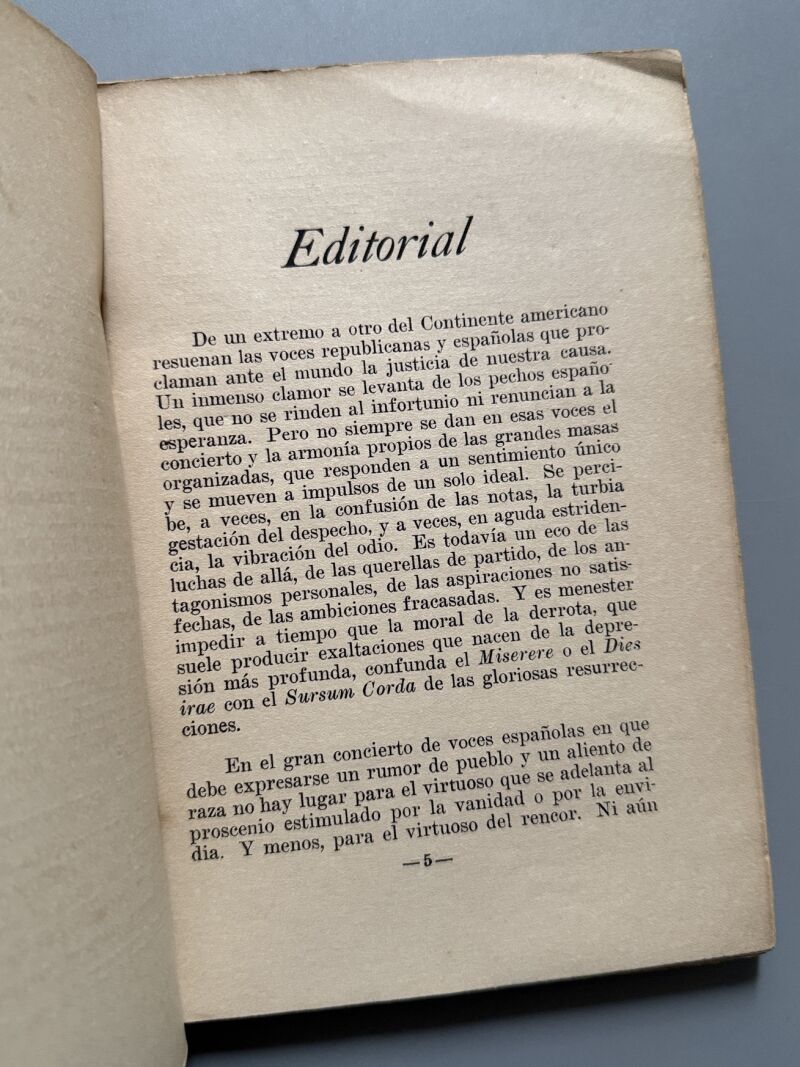 Editorial
De un extremo a otro del Continente americano
resuenan las voces republicanas y españolas que pro-
claman ante el mundo la justicia de nuestra causa.
Un inmenso clamor se levanta de los pechos españo-
les, que no se rinden al infortunio ni renuncian a la
esperanza. Pero no siempre se dan en esas voces el
concierto y la armonía propios de las grandes masas
organizadas, que responden a un sentimiento único
y se mueven a impulsos de un solo ideal. Se perci-
be, a veces, en la confusión de las notas, la turbia
gestación del despecho, y a veces, en aguda estriden-
cia, la vibración del odio. Es todavía un eco de las
luchas de allá, de las querellas de partido, de los an-
tagonismos personales, de las aspiraciones no satis-
fechas, de las ambiciones fracasadas. Y es menester
impedir a tiempo que la moral de la derrota, que
suele producir exaltaciones que nacen de la depre-
sión más profunda, confunda el Miserere o el Dies
irae con el Sursum Corda de las gloriosas resurrec-
ciones.
En el gran concierto de voces españolas en que
debe expresarse un rumor de pueblo y un aliento de
raza no hay lugar para el virtuoso que se adelanta al
proscenio estimulado por la vanidad o por la envi-
dia. Y menos, para el virtuoso del rencor. Ni aún
—5—